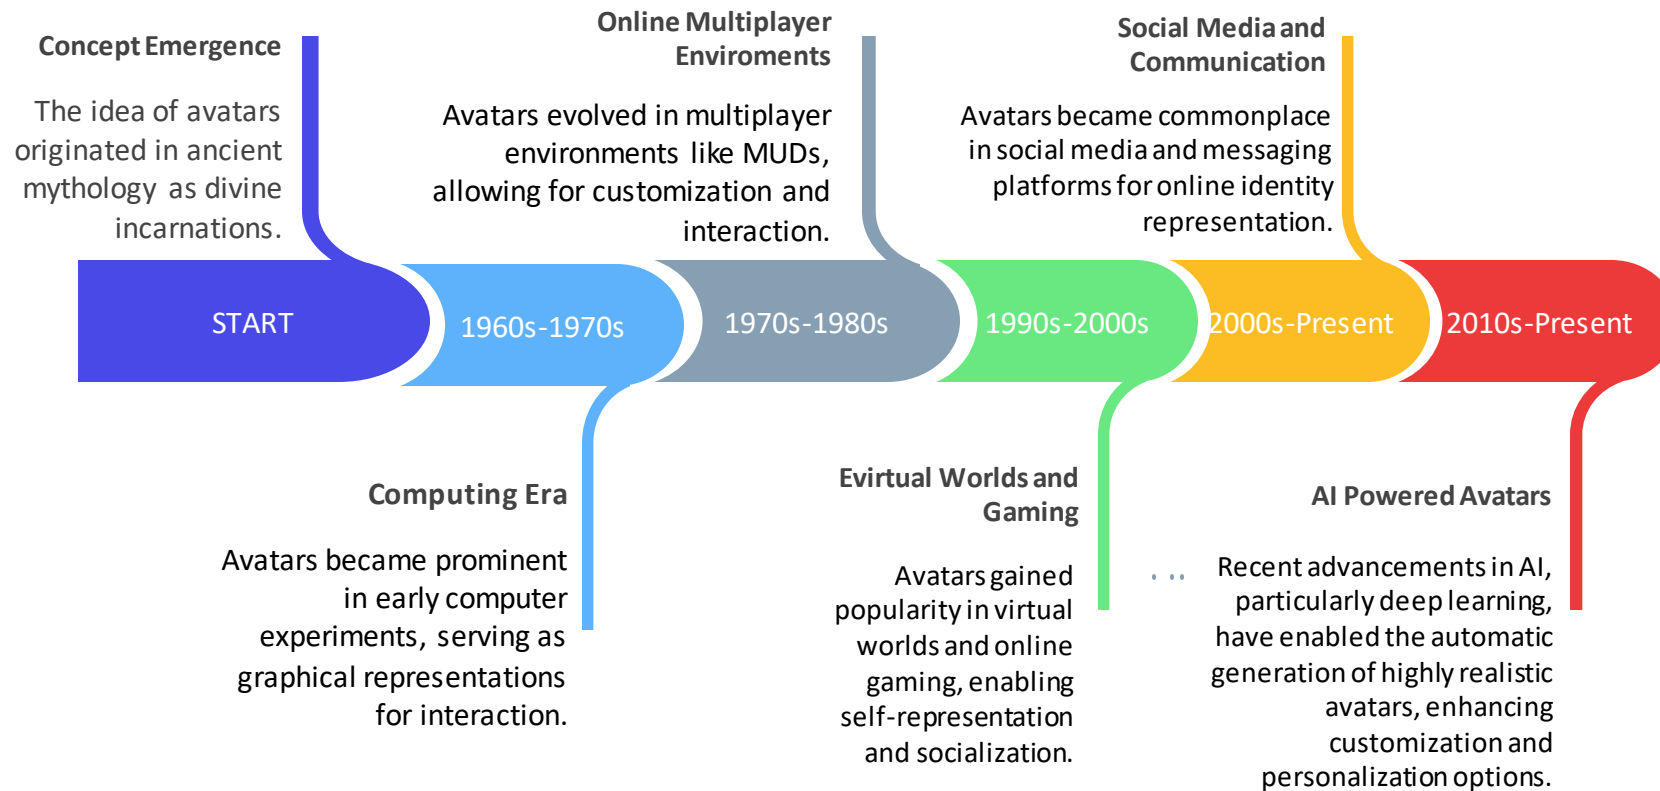 Concept Emergence
The idea of avatars
originated in ancient
mythology as divine
incarnations.
Online Multiplayer
Enviroments
Avatars evolved in multiplayer
environments like MUDs,
allowing for customization and
interaction.
Social Media and
Communication
Avatars became commonplace
in social media and messaging
platforms for online identity
representation.
START
1960s-1970s
1970s-1980s
1990s-2000s
2000s-Present
2010s-Present
Computing Era
Avatars became prominent
in early computer
experiments, serving as
graphical representations
for interaction.
Evirtual Worlds and
Gaming
Avatars gained
popularity in virtual
worlds and online
gaming, enabling
self-representation
and socialization.
...
AI Powered Avatars
Recent advancements in AI,
particularly deep learning,
have enabled the automatic
generation of highly realistic
avatars, enhancing
customization and
personalization options.